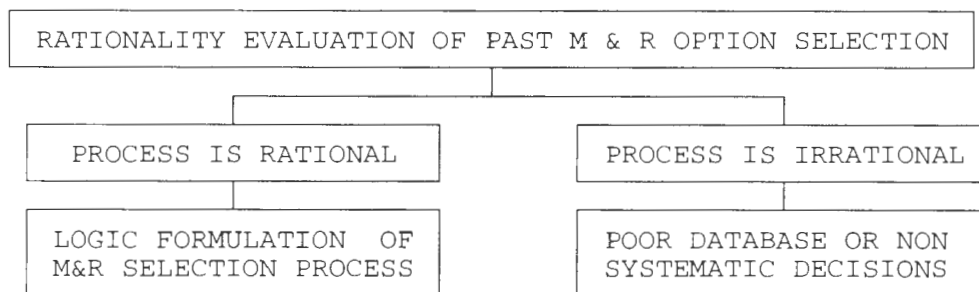 RATIONALITY EVALUATION OF PAST M & R OPTION SELECTION
PROCESS IS RATIONAL
PROCESS IS IRRATIONAL
LOGIC FORMULATION OF
M&R SELECTION PROCESS
POOR DATABASE OR NON
SYSTEMATIC DECISIONS